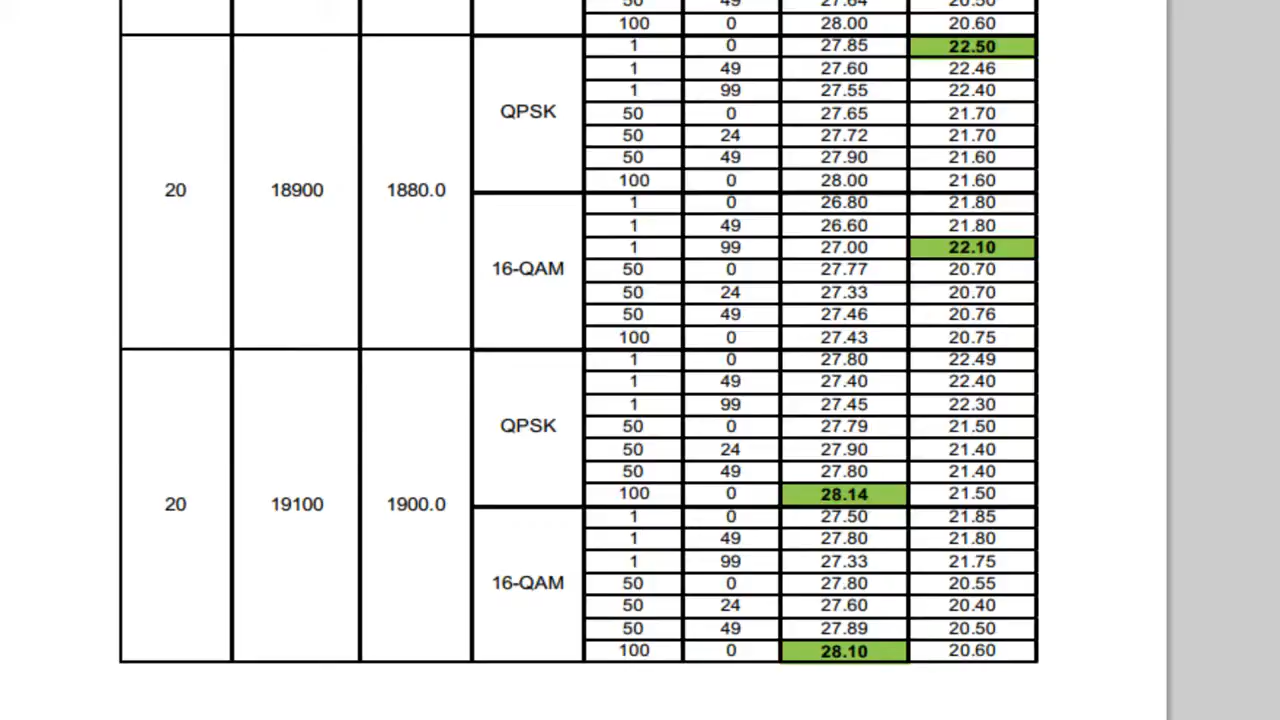 50 49 27.64 20.50
100 0 28.00 20.60
20 18900 1880.0 QPSK 1 0 27.85 22.50
1 49 27.60 22.46
1 99 27.55 22.40
50 0 27.65 21.70
50 24 27.72 21.70
50 49 27.90 21.60
100 0 28.00 21.60
16-QAM 1 0 26.80 21.80
1 49 26.60 21.80
1 99 27.00 22.10
50 0 27.77 20.70
50 24 27.33 20.70
50 49 27.46 20.76
100 0 27.43 20.75
20 19100 1900.0 QPSK 1 0 27.80 22.49
1 49 27.40 22.40
1 99 27.45 22.30
50 0 27.79 21.50
50 24 27.90 21.40
50 49 27.80 21.40
100 0 28.14 21.50
16-QAM 1 0 27.50 21.85
1 49 27.80 21.80
1 99 27.33 21.75
50 0 27.80 20.55
50 24 27.60 20.40
50 49 27.89 20.50
100 0 28.10 20.60